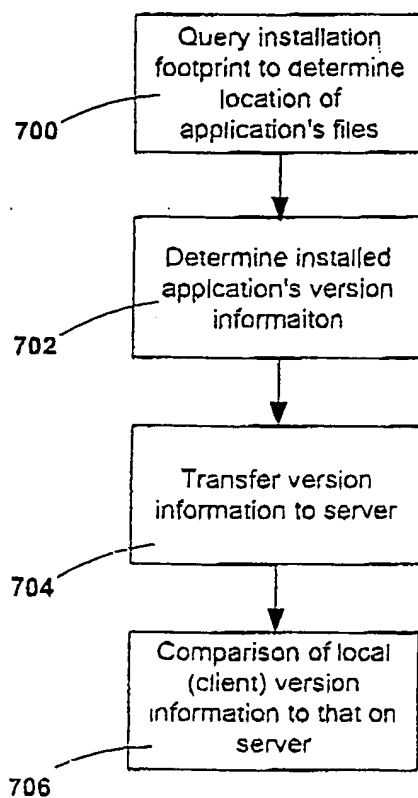 Query installation
footprint to determine
location of
application's files
700
Determine installed
applcation's version
informaiton
702
Transfer version
information to server
704
Comparison of local
(client) version
information to that on
server
706